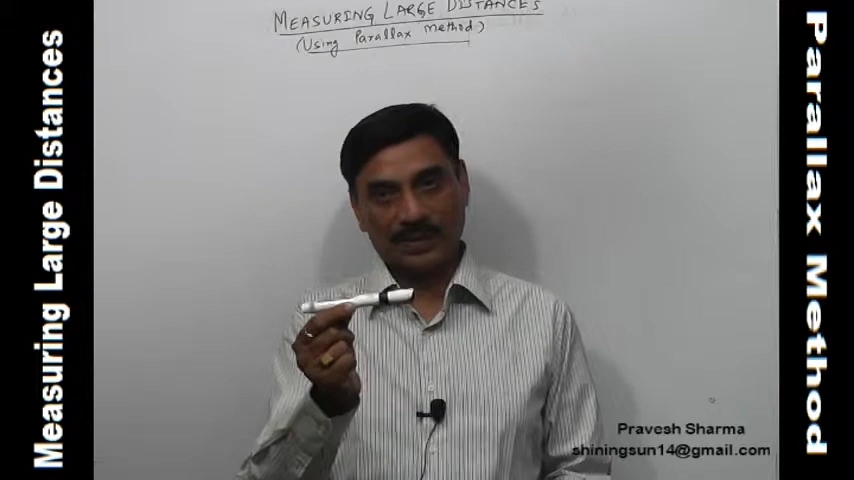 MEASURING LARGE DISTANCES
(Using Parallax Method)
Measuring Large Distances
Parallax Method
Pravesh Sharma
shiningsun14@gmail.com